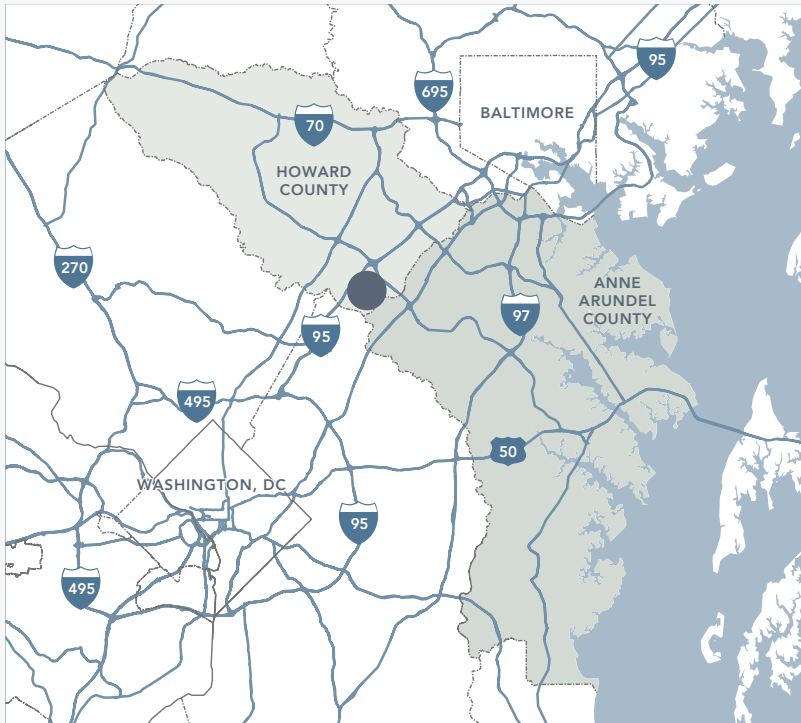 95
695
BALTIMORE
70
HOWARD
COUNTY
270
ANNE
ARUNDEL
COUNTY
97
95
495
50
WASHINGTON, DC
95
495